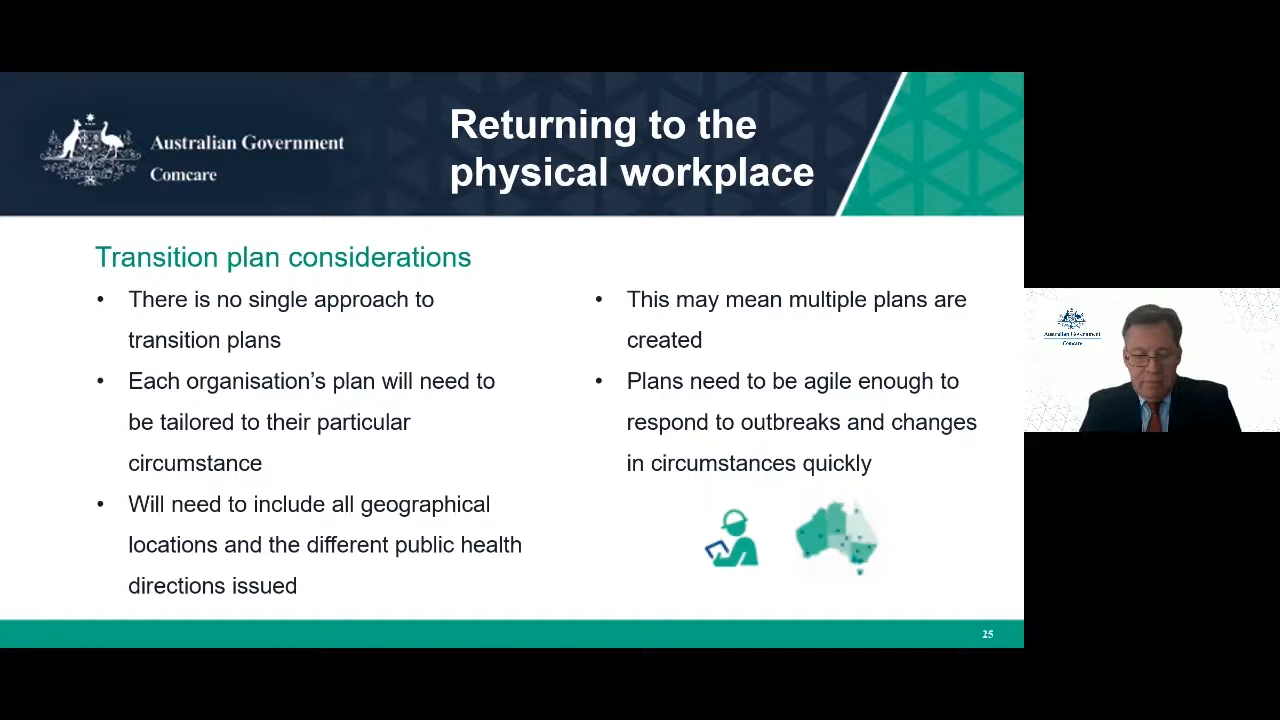 Australian Government
Comcare
Returning to the
physical workplace
Transition plan considerations
• There is no single approach to
transition plans
• Each organisation’s plan will need to
be tailored to their particular
circumstance
• Will need to include all geographical
locations and the different public health
directions issued
• This may mean multiple plans are
created
• Plans need to be agile enough to
respond to outbreaks and changes
in circumstances quickly
25
Australian Government
Comcare